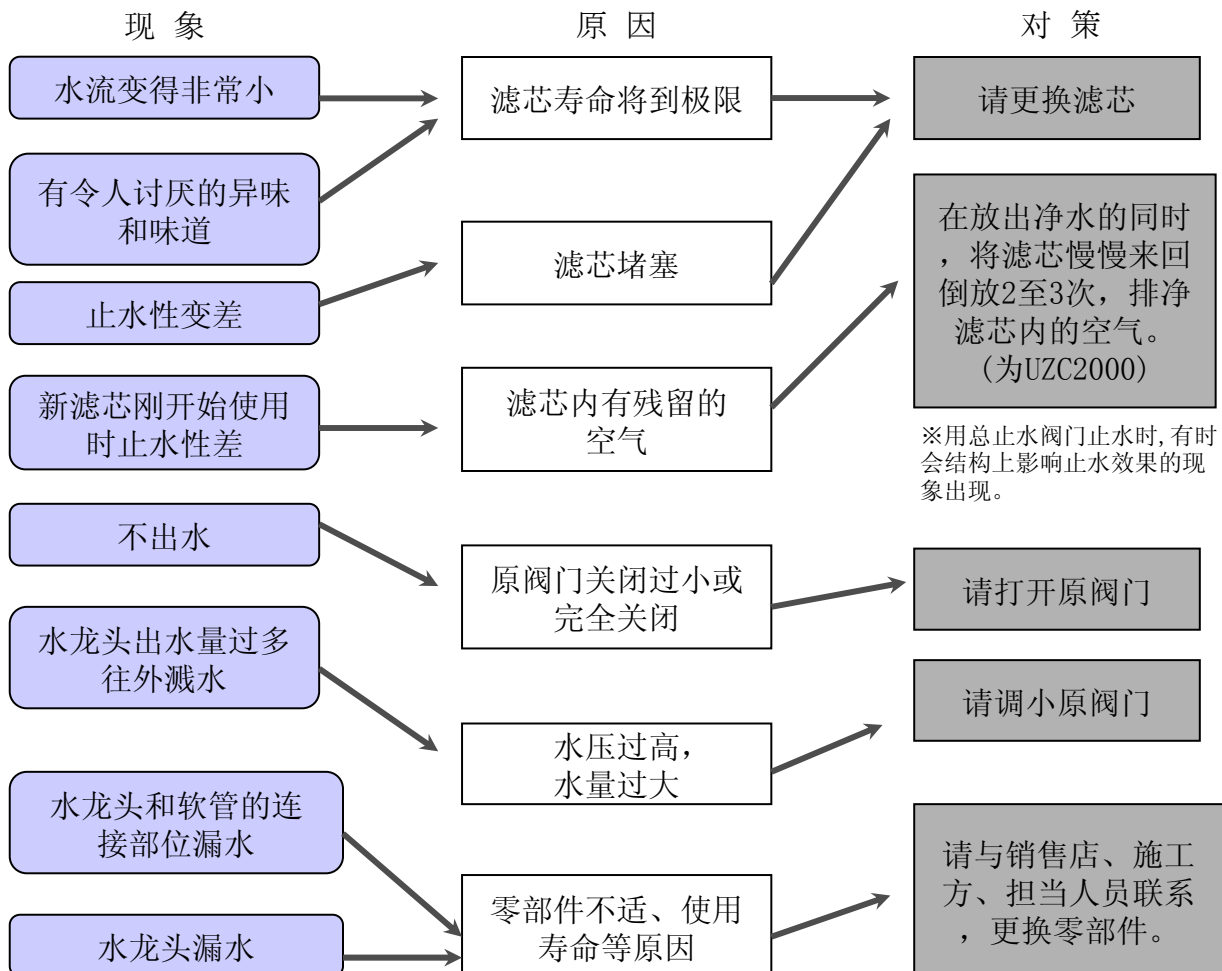 现 象
原 因
对 策
水流变得非常小
滤芯寿命将到极限
请更换滤芯
有令人讨厌的异味
和味道
滤芯堵塞
在放出净水的同时
，将滤芯慢慢来回
倒放2至3次，排净
滤芯内的空气。
(为UZC2000)
止水性变差
新滤芯刚开始使用
时止水性差
滤芯内有残留的
空气
※用总止水阀门止水时,有时
会结构上影响止水效果的现
象出现。
不出水
原阀门关闭过小或
完全关闭
请打开原阀门
水龙头出水量过多
往外溅水
水压过高，
水量过大
请调小原阀门
水龙头和软管的连
接部位漏水
水龙头漏水
零部件不适、使用
寿命等原因
请与销售店、施工
方、担当人员联系
，更换零部件。